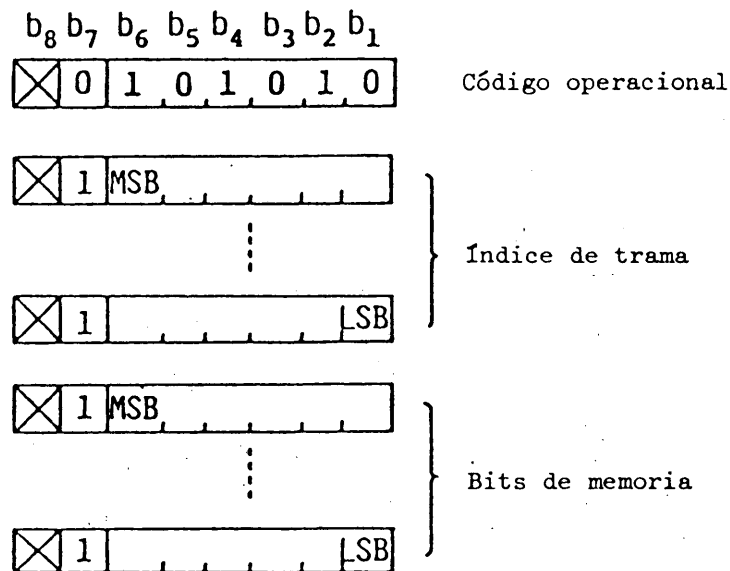 b8 b7 b6 b5 b4 b3 b2 b1
0 1 0 1 0 1 0 Código operacional
1 MSB
Índice de trama
1 LSB
1 MSB
Bits de memoria
1 LSB